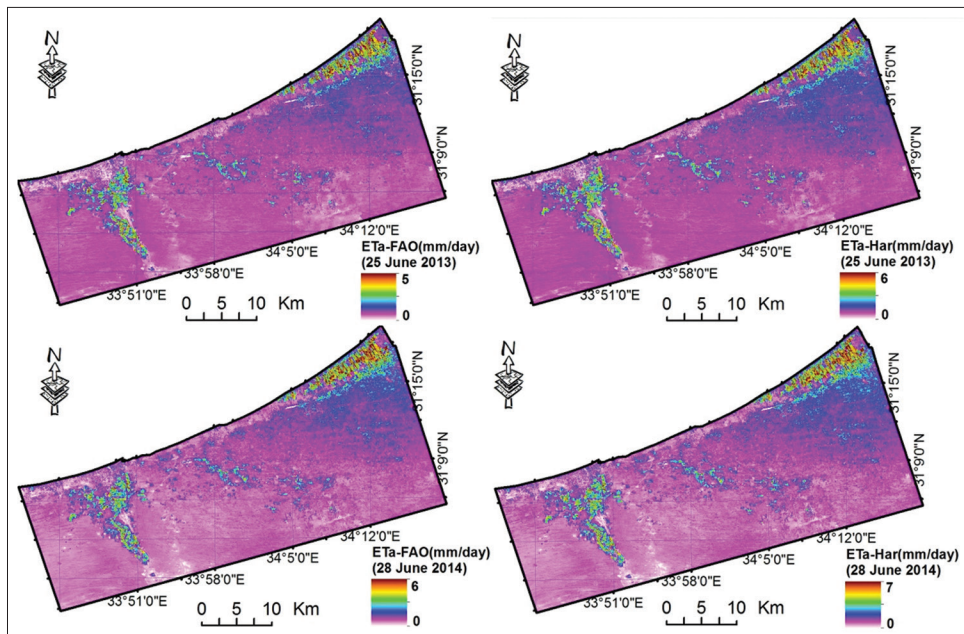 N
31°15'0"N
31°9'0"N
34°12'0"E
34°5'0"E
33°58'0"E
33°51'0"E
ETa-FAO(mm/day)
(25 June 2013)
5
0
0 5 10 Km
N
31°15'0"N
31°9'0"N
34°12'0"E
34°5'0"E
33°58'0"E
33°51'0"E
ETa-Har(mm/day)
(25 June 2013)
6
0
0 5 10 Km
N
31°15'0"N
31°9'0"N
34°12'0"E
34°5'0"E
33°58'0"E
33°51'0"E
ETa-FAO(mm/day)
(28 June 2014)
6
0
0 5 10 Km
N
31°15'0"N
31°9'0"N
34°12'0"E
34°5'0"E
33°58'0"E
33°51'0"E
ETa-Har(mm/day)
(28 June 2014)
7
0
0 5 10 Km